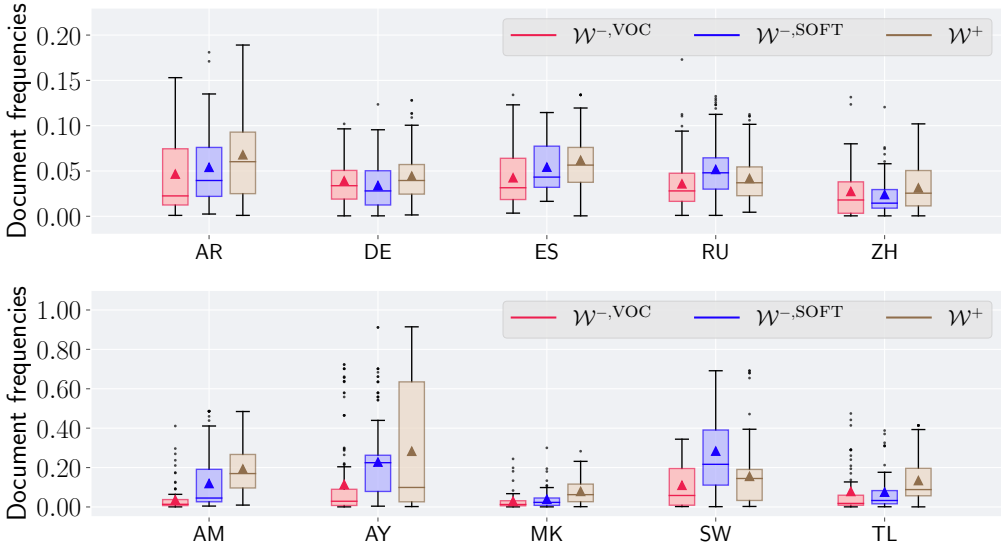 Document frequencies
0.20
0.15
0.10
0.05
0.00
𝒲−,VOC 𝒲−,SOFT 𝒲+
AR DE ES RU ZH
Document frequencies
1.00
0.80
0.60
0.40
0.20
0.00
𝒲−,VOC 𝒲−,SOFT 𝒲+
AM AY MK SW TL